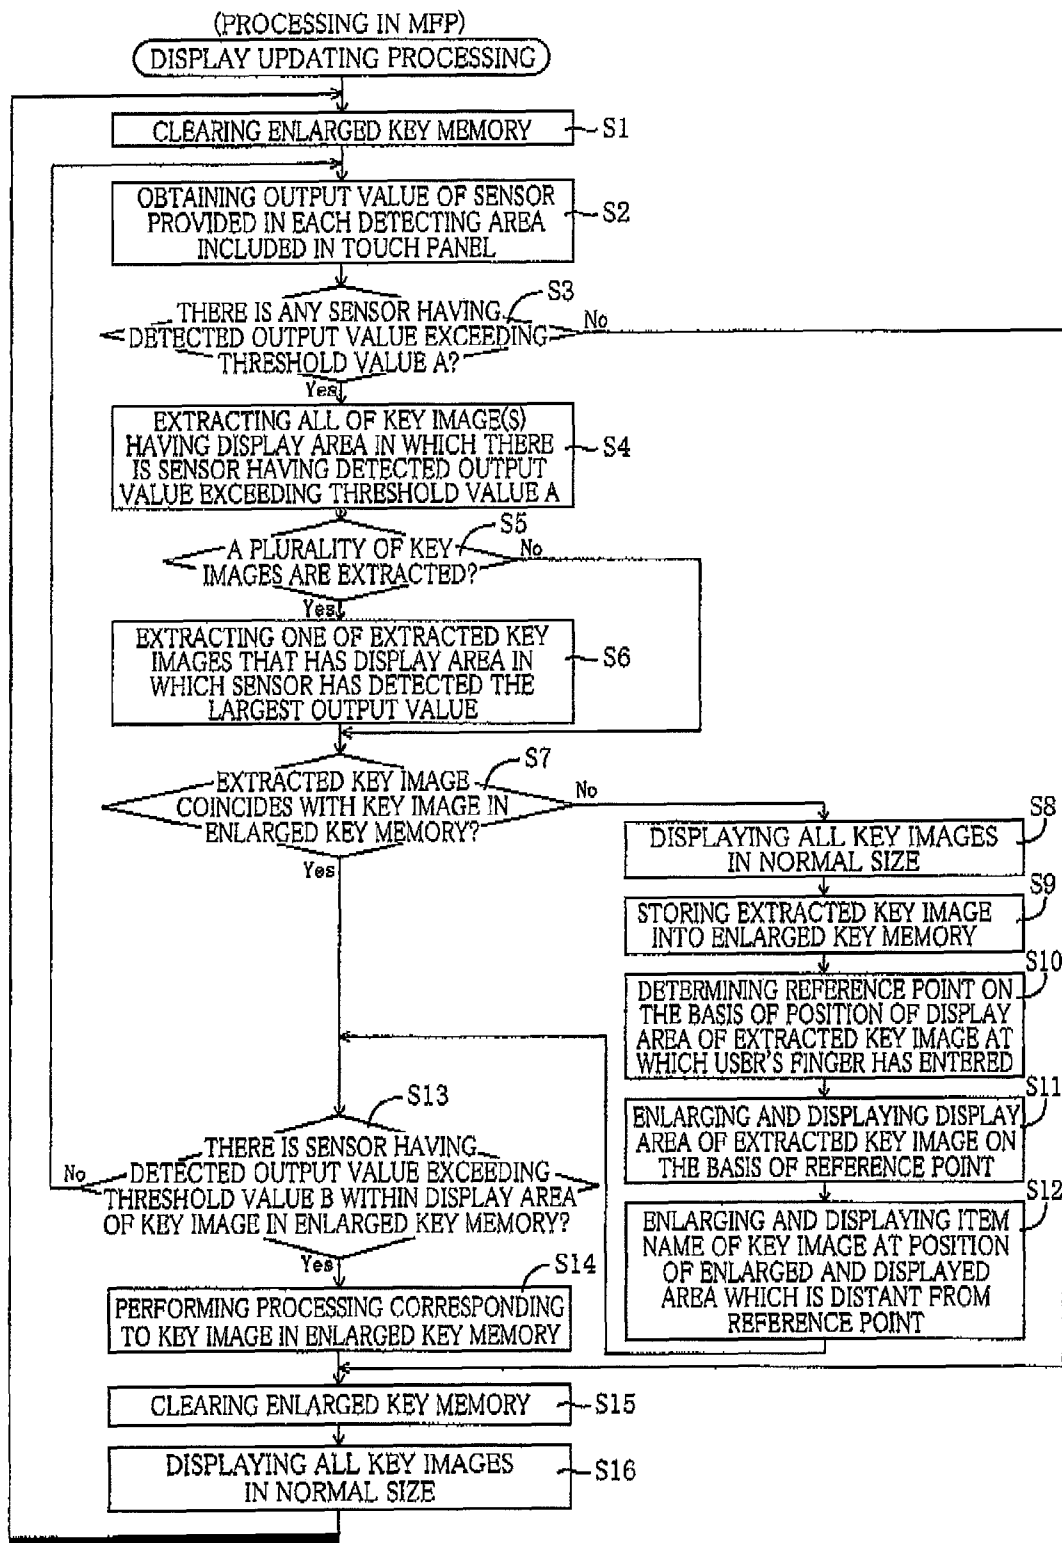 (PROCESSING IN MFP)
DISPLAY UPDATING PROCESSING
CLEARING ENLARGED KEY MEMORY
S1
OBTAINING OUTPUT VALUE OF SENSOR
PROVIDED IN EACH DETECTING AREA
INCLUDED IN TOUCH PANEL
S2
THERE IS ANY SENSOR HAVING
DETECTED OUTPUT VALUE EXCEEDING
THRESHOLD VALUE A?
S3
No
Yes
EXTRACTING ALL OF KEY IMAGE(S)
HAVING DISPLAY AREA IN WHICH THERE
IS SENSOR HAVING DETECTED OUTPUT
VALUE EXCEEDING THRESHOLD VALUE A
S4
A PLURALITY OF KEY
IMAGES ARE EXTRACTED?
S5
No
Yes
EXTRACTING ONE OF EXTRACTED KEY
IMAGES THAT HAS DISPLAY AREA IN
WHICH SENSOR HAS DETECTED THE
LARGEST OUTPUT VALUE
S6
EXTRACTED KEY IMAGE
COINCIDES WITH KEY IMAGE IN
ENLARGED KEY MEMORY?
S7
No
Yes
DISPLAYING ALL KEY IMAGES
IN NORMAL SIZE
S8
STORING EXTRACTED KEY IMAGE
INTO ENLARGED KEY MEMORY
S9
DETERMINING REFERENCE POINT ON
THE BASIS OF POSITION OF DISPLAY
AREA OF EXTRACTED KEY IMAGE AT
WHICH USER'S FINGER HAS ENTERED
S10
ENLARGING AND DISPLAYING DISPLAY
AREA OF EXTRACTED KEY IMAGE ON
THE BASIS OF REFERENCE POINT
S11
ENLARGING AND DISPLAYING ITEM
NAME OF KEY IMAGE AT POSITION
OF ENLARGED AND DISPLAYED
AREA WHICH IS DISTANT FROM
REFERENCE POINT
S12
THERE IS SENSOR HAVING
DETECTED OUTPUT VALUE EXCEEDING
THRESHOLD VALUE B WITHIN DISPLAY AREA
OF KEY IMAGE IN ENLARGED KEY MEMORY?
S13
No
Yes
PERFORMING PROCESSING CORRESPONDING
TO KEY IMAGE IN ENLARGED KEY MEMORY
S14
CLEARING ENLARGED KEY MEMORY
S15
DISPLAYING ALL KEY IMAGES
IN NORMAL SIZE
S16